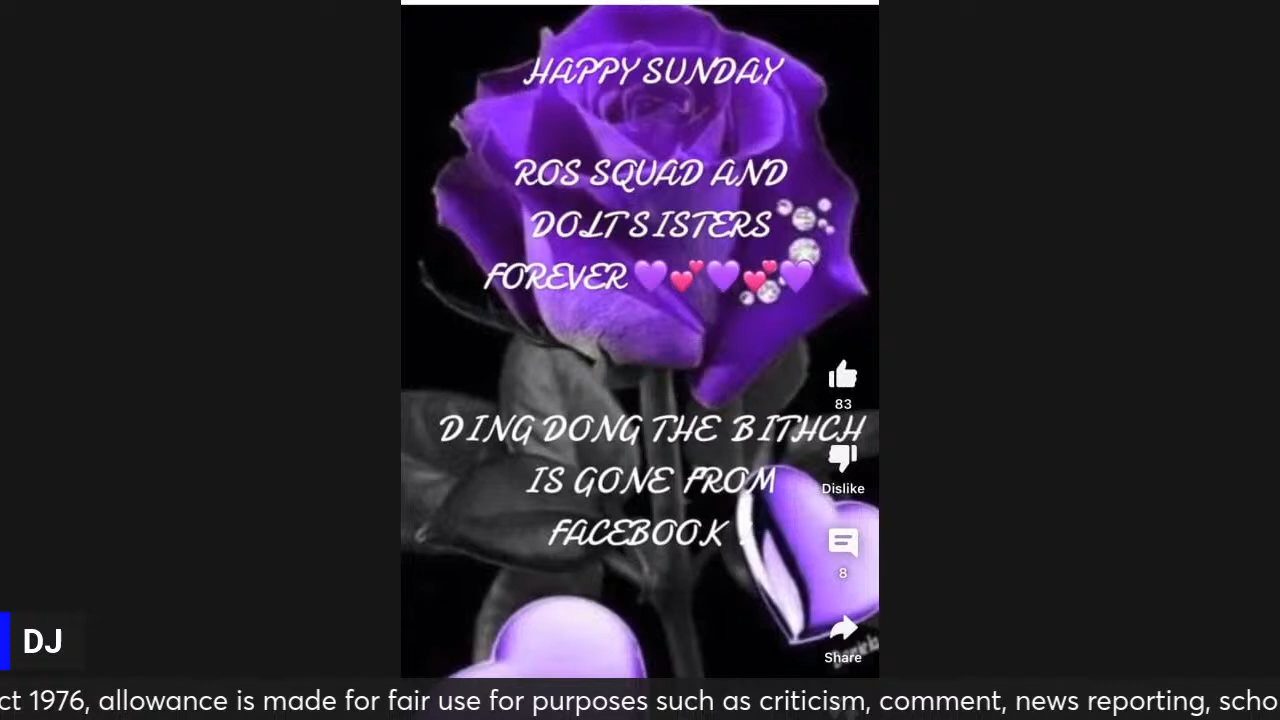 HAPPY SUNDAY
ROS SQUAD AND
DOLT SISTERS
FOREVER 💜💕💜💕💜
DING DONG THE BITHCH
IS GONE FROM
FACEBOOK !
83
Dislike
8
Share
DJ
ct 1976, allowance is made for fair use for purposes such as criticism, comment, news reporting, scho